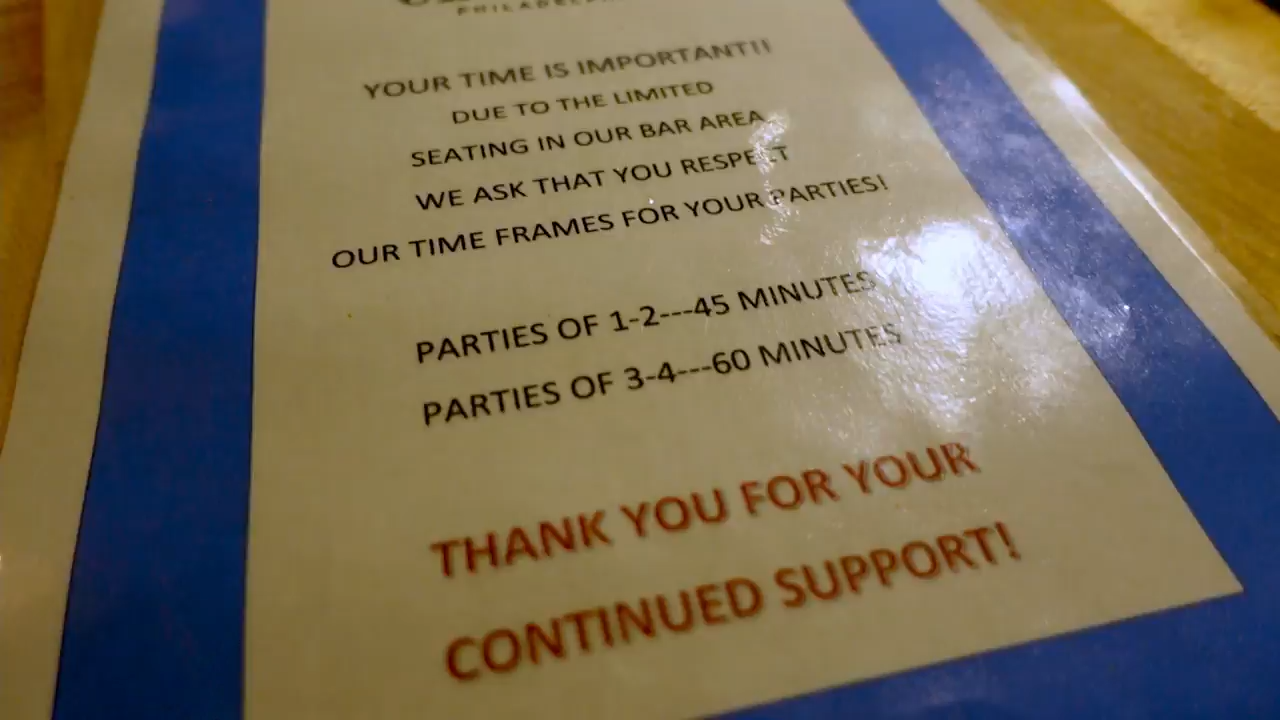 YOUR TIME IS IMPORTANT!!
DUE TO THE LIMITED
SEATING IN OUR BAR AREA
WE ASK THAT YOU RESPECT
OUR TIME FRAMES FOR YOUR PARTIES!
PARTIES OF 1-2---45 MINUTES
PARTIES OF 3-4---60 MINUTES
THANK YOU FOR YOUR
CONTINUED SUPPORT!